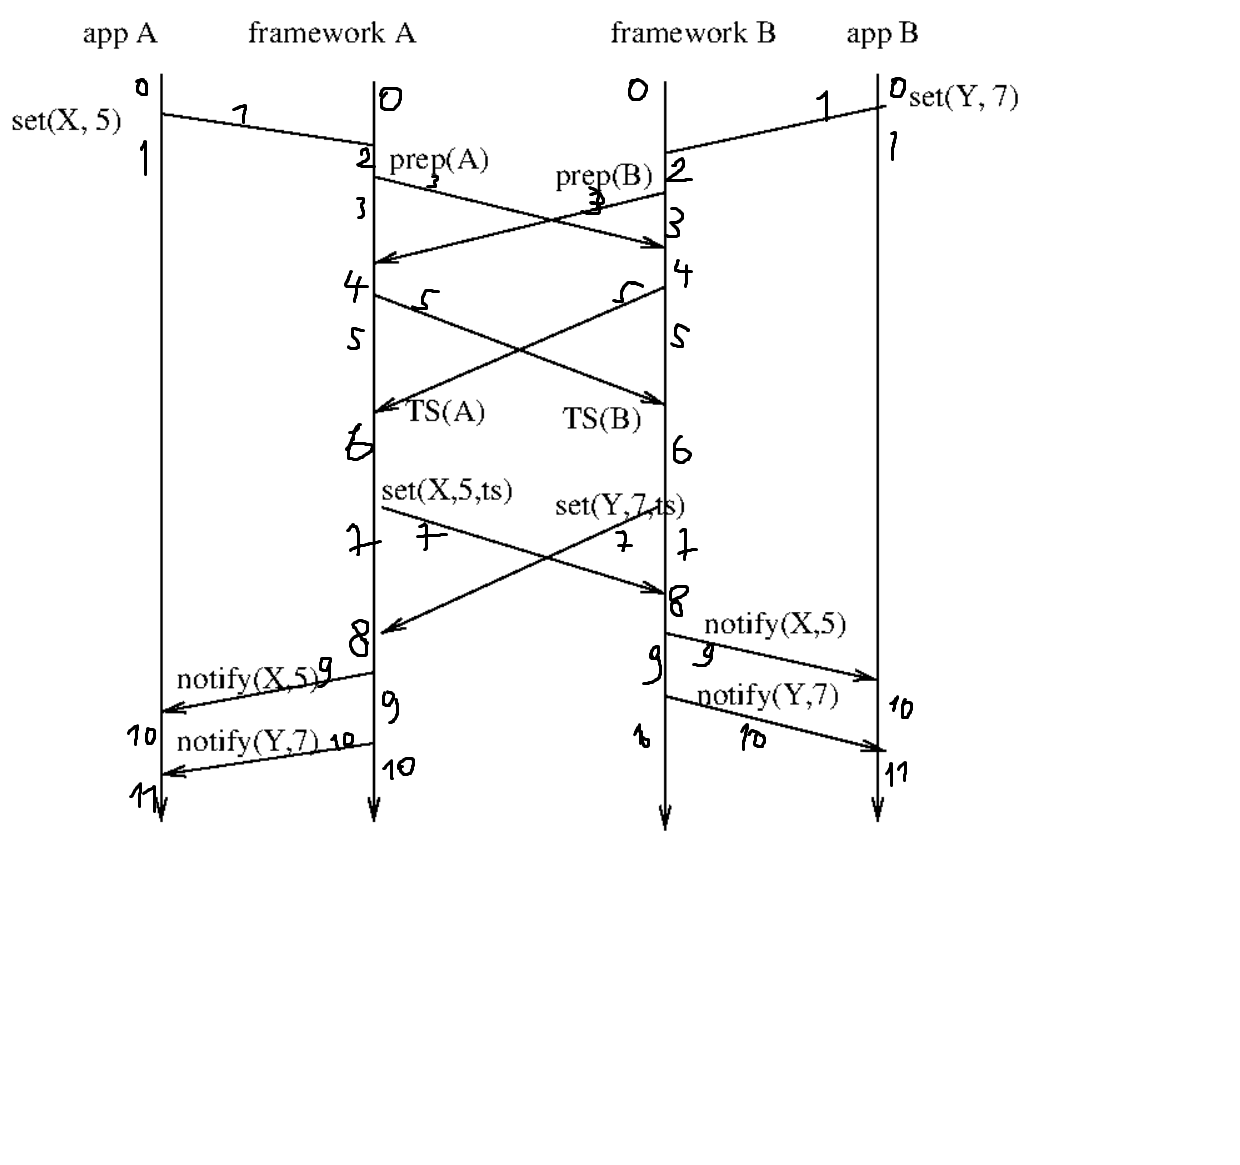 app A framework A framework B app B
0 0 0 0
set(X, 5) 1 1 set(Y, 7)
1 2 prep(A) prep(B) 2 1
3 3 3 3
4 4
5 5 5 5
TS(A) TS(B)
6 6
set(X,5,ts) set(Y,7,ts)
7 7 7 7
8 8
notify(X,5) 9 9 notify(X,5) 9
9 notify(Y,7)
10 notify(Y,7) 10 10 10
11 10 11